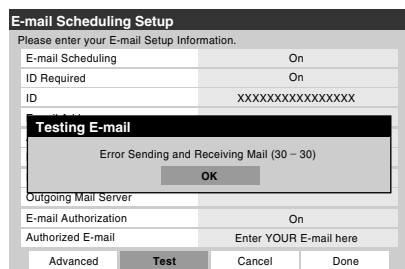 E-mail Scheduling Setup
Please enter your E-mail Setup Information.
E-mail Scheduling On
ID Required On
ID XXXXXXXXXXXXXXXX
Testing E-mail
Error Sending and Receiving Mail (30 – 30)
OK
Outgoing Mail Server
E-mail Authorization On
Authorized E-mail Enter YOUR E-mail here
Advanced Test Cancel Done